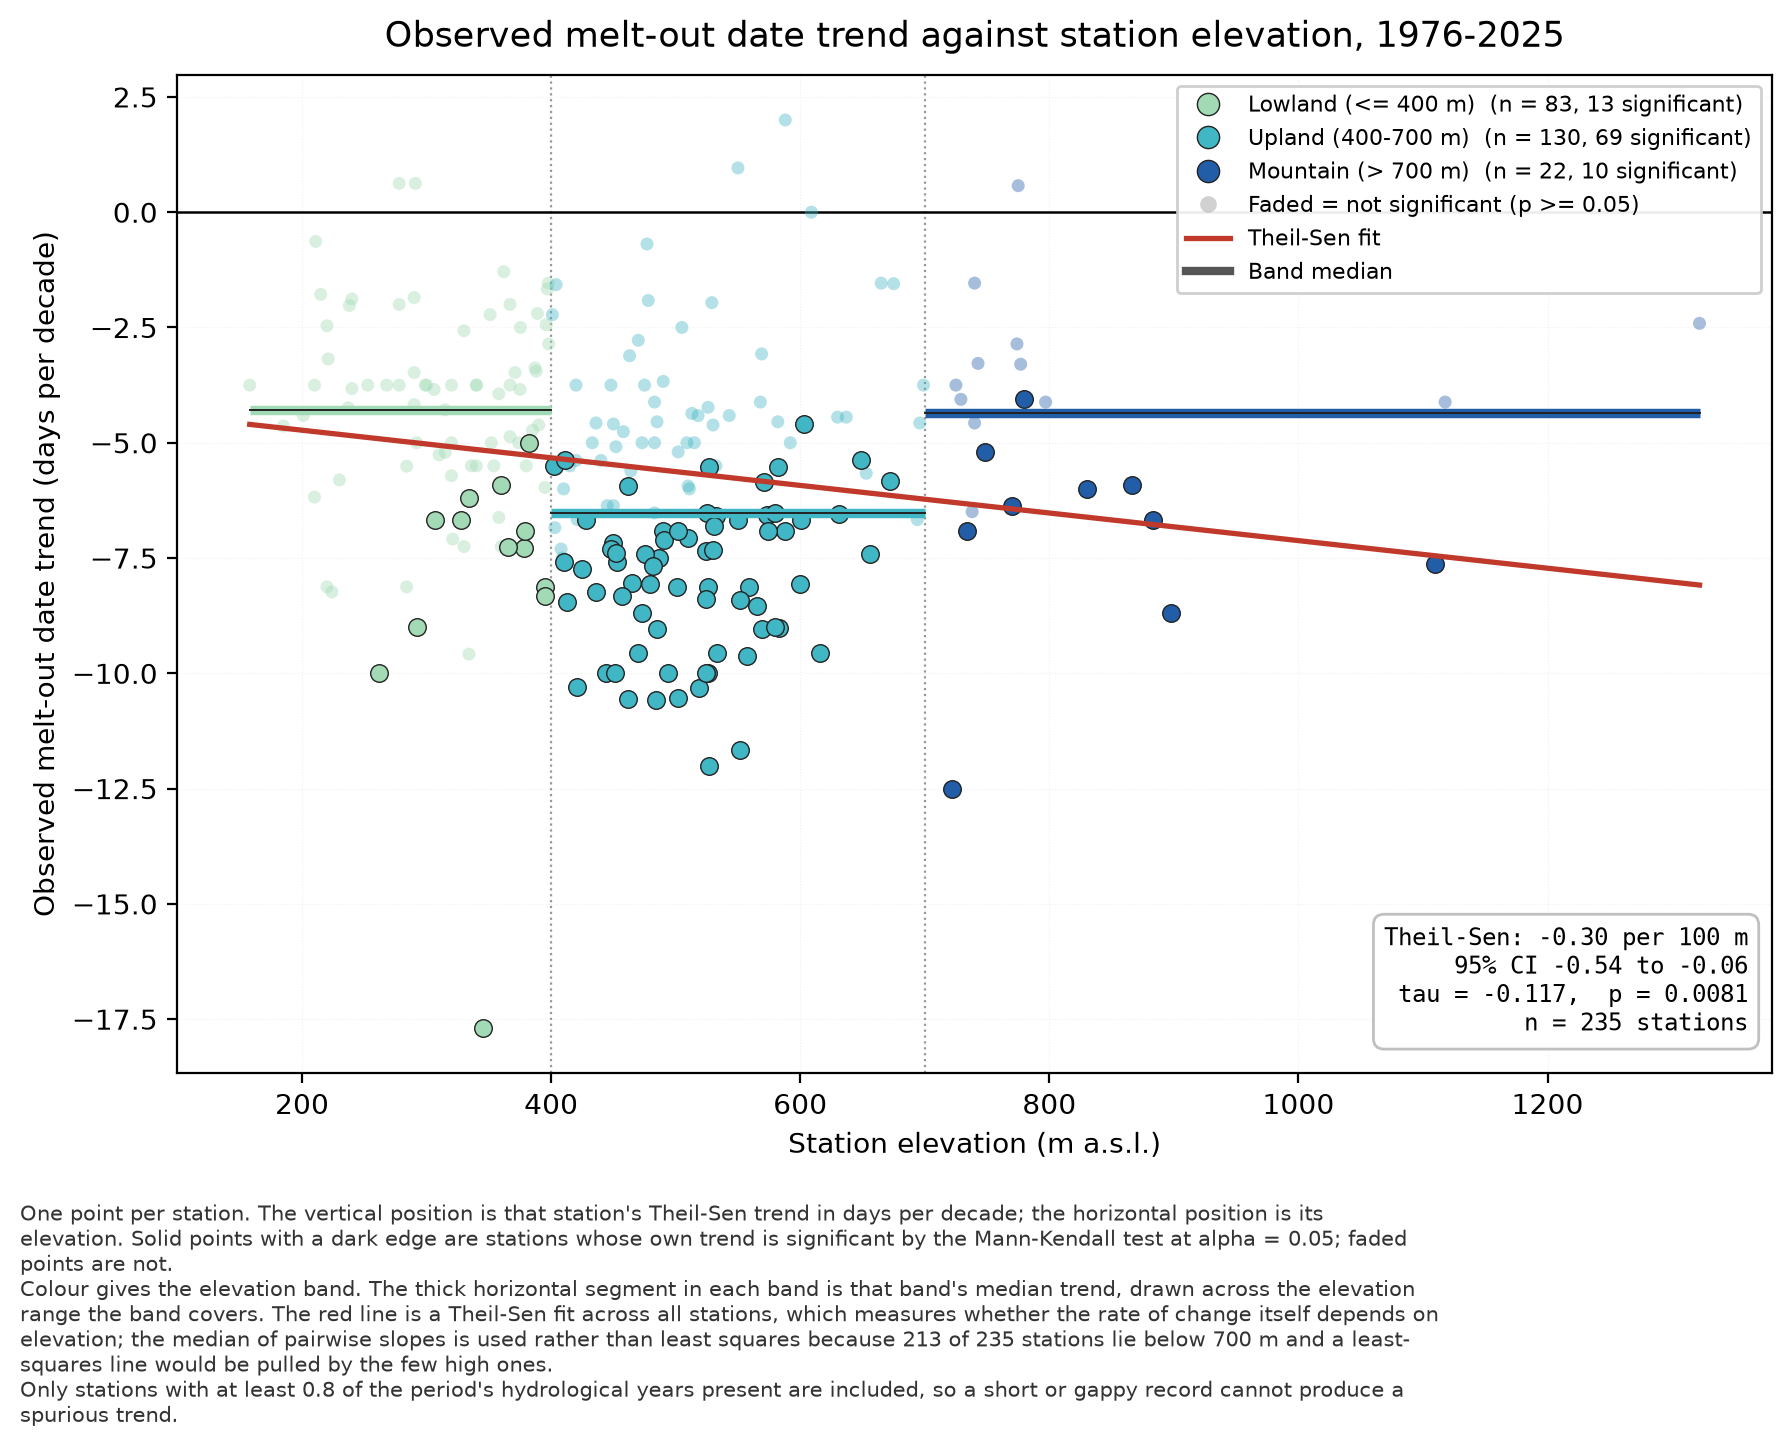 Observed melt-out date trend against station elevation, 1976-2025
Observed melt-out date trend (days per decade)
2.5
0.0
−2.5
−5.0
−7.5
−10.0
−12.5
−15.0
−17.5
Lowland (<= 400 m)  (n = 83, 13 significant)
Upland (400-700 m)  (n = 130, 69 significant)
Mountain (> 700 m)  (n = 22, 10 significant)
Faded = not significant (p >= 0.05)
Theil-Sen fit
Band median
Theil-Sen: -0.30 per 100 m
95% CI -0.54 to -0.06
tau = -0.117,  p = 0.0081
n = 235 stations
200
400
600
800
1000
1200
Station elevation (m a.s.l.)
One point per station. The vertical position is that station's Theil-Sen trend in days per decade; the horizontal position is its
elevation. Solid points with a dark edge are stations whose own trend is significant by the Mann-Kendall test at alpha = 0.05; faded
points are not.
Colour gives the elevation band. The thick horizontal segment in each band is that band's median trend, drawn across the elevation
range the band covers. The red line is a Theil-Sen fit across all stations, which measures whether the rate of change itself depends on
elevation; the median of pairwise slopes is used rather than least squares because 213 of 235 stations lie below 700 m and a least-
squares line would be pulled by the few high ones.
Only stations with at least 0.8 of the period's hydrological years present are included, so a short or gappy record cannot produce a
spurious trend.